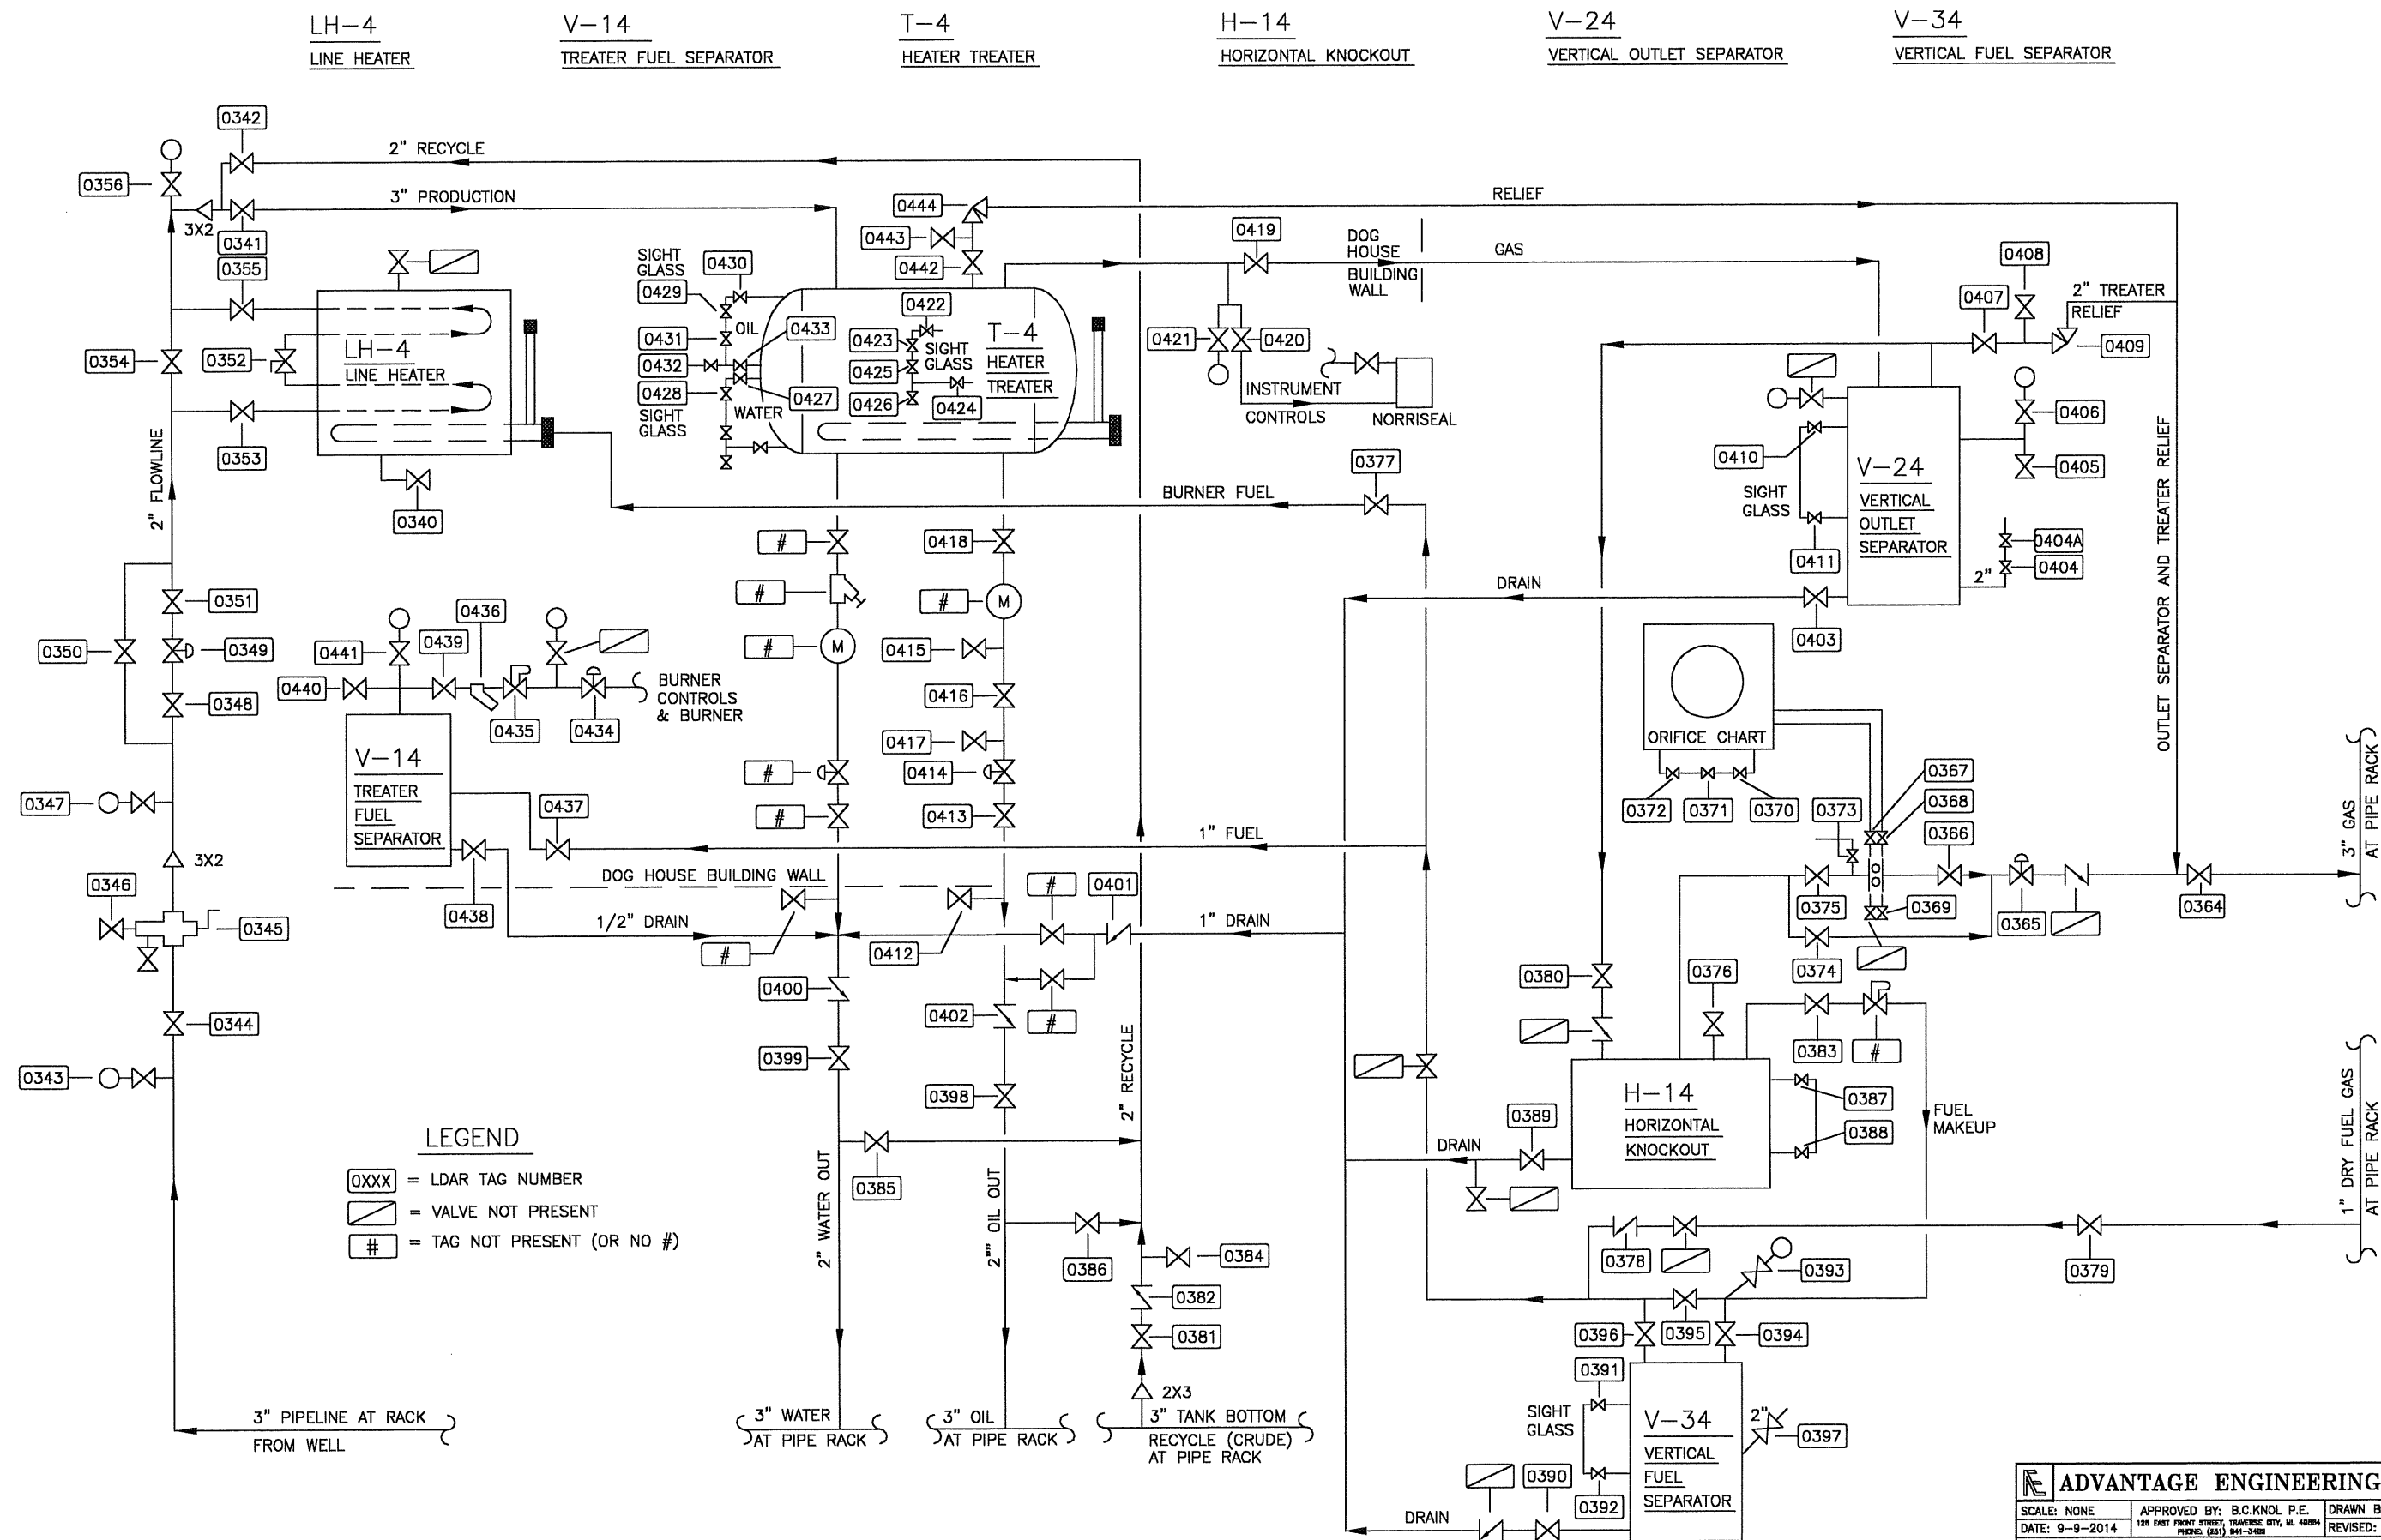 LH-4
LINE HEATER
V-14
TREATER FUEL SEPARATOR
T-4
HEATER TREATER
H-14
HORIZONTAL KNOCKOUT
V-24
VERTICAL OUTLET SEPARATOR
V-34
VERTICAL FUEL SEPARATOR
0342
2" RECYCLE
0356
3" PRODUCTION
3X2
0341
0355
0444
RELIEF
0443
0442
0419
DOG
HOUSE
BUILDING
WALL
GAS
0408
0407
2" TREATER
RELIEF
0409
SIGHT
GLASS
0430
0429
OIL
0433
0431
0432
0428
SIGHT
GLASS
WATER
0427
0422
0423
SIGHT
GLASS
0425
0426
0424
T-4
HEATER
TREATER
0421
0420
INSTRUMENT
CONTROLS
NORRISEAL
0354
0352
LH-4
LINE HEATER
0353
2" FLOWLINE
0340
0377
BURNER FUEL
0406
0405
0410
SIGHT
GLASS
0411
V-24
VERTICAL
OUTLET
SEPARATOR
0404A
0404
2"
DRAIN
0403
OUTLET SEPARATOR AND TREATER RELIEF
#
0418
#
#
#
0415
0416
0417
#
0414
#
0413
0351
0350
0349
0348
0347
3X2
0346
0345
0344
0343
0436
0441
0439
0440
0435
0434
BURNER
CONTROLS
& BURNER
V-14
TREATER
FUEL
SEPARATOR
0437
0438
1" FUEL
DOG HOUSE BUILDING WALL
1/2" DRAIN
#
0412
#
0401
1" DRAIN
#
0400
0402
0399
0398
2" RECYCLE
ORIFICE CHART
0372
0371
0370
0373
0367
0368
0366
0375
0369
0365
0364
0374
3" GAS
AT PIPE RACK
0380
0376
0383
#
H-14
HORIZONTAL
KNOCKOUT
0387
0388
FUEL
MAKEUP
0389
DRAIN
1" DRY FUEL GAS
AT PIPE RACK
LEGEND
0XXX = LDAR TAG NUMBER
= VALVE NOT PRESENT
# = TAG NOT PRESENT (OR NO #)
0385
2" WATER OUT
2"" OIL OUT
0386
0384
0382
0381
2X3
0378
0393
0379
0396
0395
0394
0391
SIGHT
GLASS
0392
V-34
VERTICAL
FUEL
SEPARATOR
2"
0397
0390
DRAIN
3" PIPELINE AT RACK
FROM WELL
3" WATER
AT PIPE RACK
3" OIL
AT PIPE RACK
3" TANK BOTTOM
RECYCLE (CRUDE)
AT PIPE RACK
ADVANTAGE ENGINEERING
SCALE: NONE
APPROVED BY: B.C.KNOL P.E.
DRAWN B
DATE: 9-9-2014
128 EAST FRONT STREET, TRAVERSE CITY, MI. 49684
REVISED: